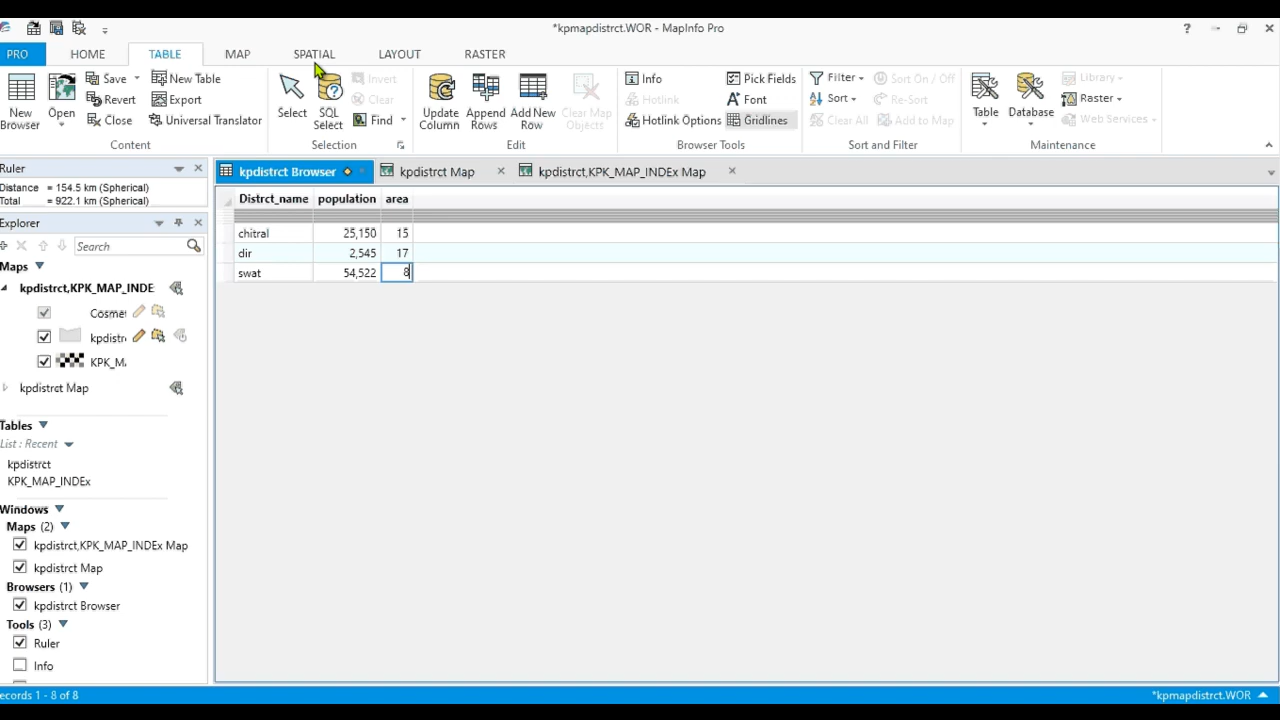 *kpmapdistrct.WOR - MapInfo Pro
?
PRO HOME TABLE MAP SPATIAL LAYOUT RASTER
New Browser
Open
Save
Revert
Close
New Table
Export
Universal Translator
Content
Select
SQL Select
Invert
Clear
Find
Selection
Update Column
Append Rows
Add New Row
Clear Map Objects
Edit
Info
Hotlink
Hotlink Options
Pick Fields
Font
Gridlines
Browser Tools
Filter
Sort
Clear All
Sort On / Off
Re-Sort
Add to Map
Sort and Filter
Table
Database
Library
Raster
Web Services
Maintenance
Ruler
Distance = 154.5 km (Spherical)
Total = 922.1 km (Spherical)
Explorer
Search
Maps
kpdistrct,KPK_MAP_INDE
Cosme
kpdistr
KPK_M
kpdistrct Map
Tables
List : Recent
kpdistrct
KPK_MAP_INDEx
Windows
Maps (2)
kpdistrct,KPK_MAP_INDEx Map
kpdistrct Map
Browsers (1)
kpdistrct Browser
Tools (3)
Ruler
Info
kpdistrct Browser
kpdistrct Map
kpdistrct,KPK_MAP_INDEx Map
Distrct_name population area
chitral 25,150 15
dir 2,545 17
swat 54,522 8
ecords 1 - 8 of 8
*kpmapdistrct.WOR